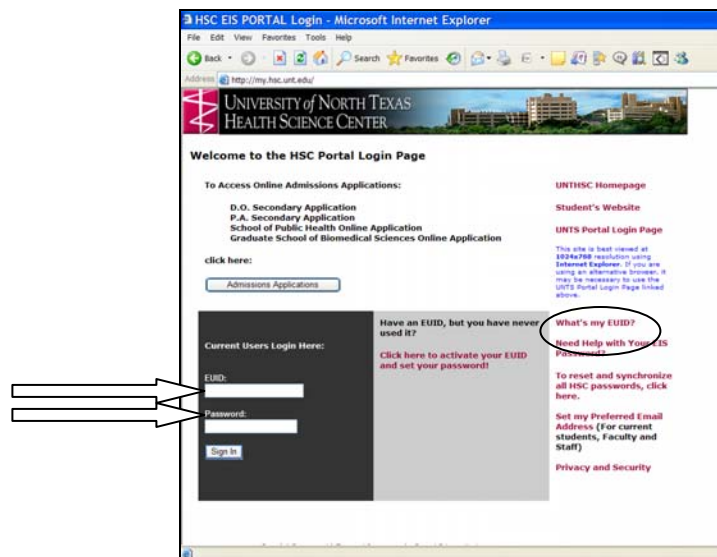 HSC EIS PORTAL Login - Microsoft Internet Explorer
File Edit View Favorites Tools Help
Back Search Favorites
Address http://my.hsc.unt.edu/
UNIVERSITY of NORTH TEXAS
HEALTH SCIENCE CENTER
Welcome to the HSC Portal Login Page
To Access Online Admissions Applications:
D.O. Secondary Application
P.A. Secondary Application
School of Public Health Online Application
Graduate School of Biomedical Sciences Online Application
click here:
Admissions Applications
UNTHSC Homepage
Student's Website
UNTS Portal Login Page
This site is best viewed at
1024x768 resolution using
Internet Explorer. If you are
using an alternative browser, it
may be necessary to use the
UNTS Portal Login Page linked
above.
Current Users Login Here:
EUID:
Password:
Sign In
Have an EUID, but you have never
used it?
Click here to activate your EUID
and set your password!
What's my EUID?
Need Help with Your EIS
Password?
To reset and synchronize
all HSC passwords, click
here.
Set my Preferred Email
Address (For current
students, Faculty and
Staff)
Privacy and Security